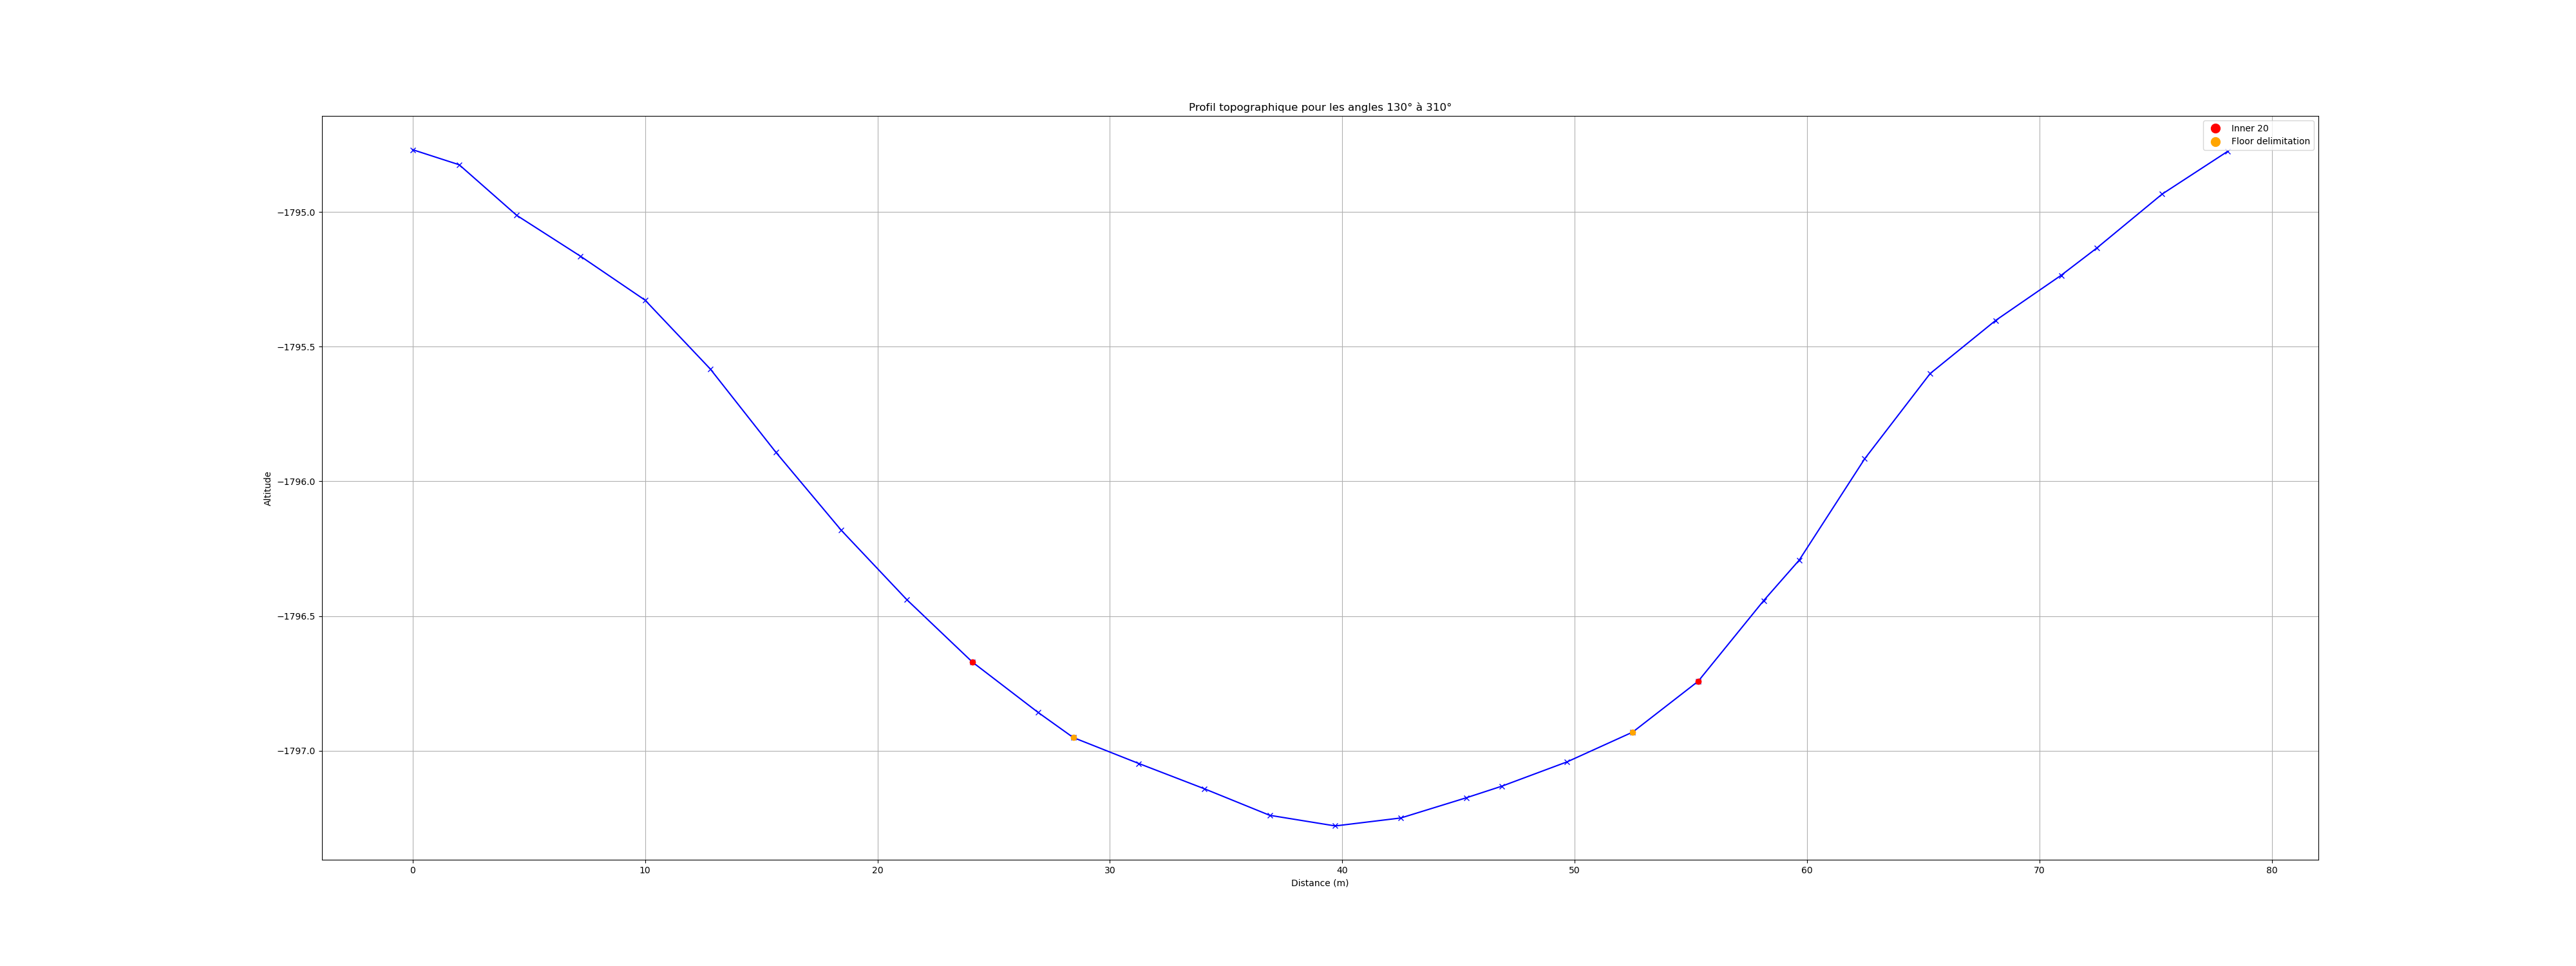 Profil topographique pour les angles 130° à 310°
Inner 20
Floor delimitation
Altitude
−1795.0
−1795.5
−1796.0
−1796.5
−1797.0
0 10 20 30 40 50 60 70 80
Distance (m)